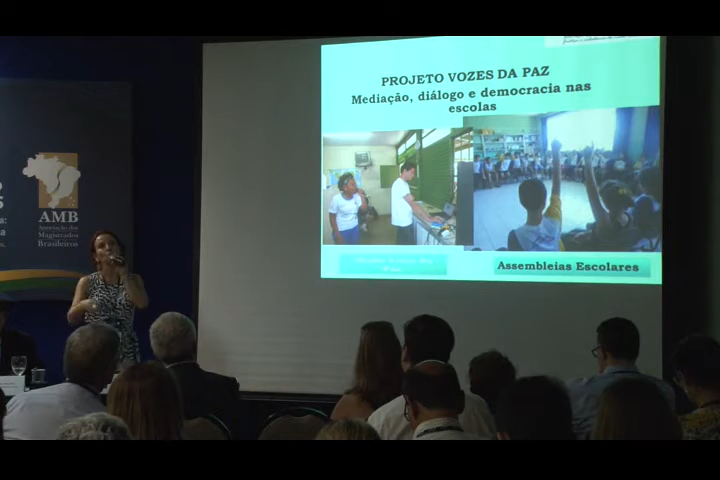 AMB
Associação dos
Magistrados
Brasileiros
PROJETO VOZES DA PAZ
Mediação, diálogo e democracia nas
escolas
Assembleias Escolares